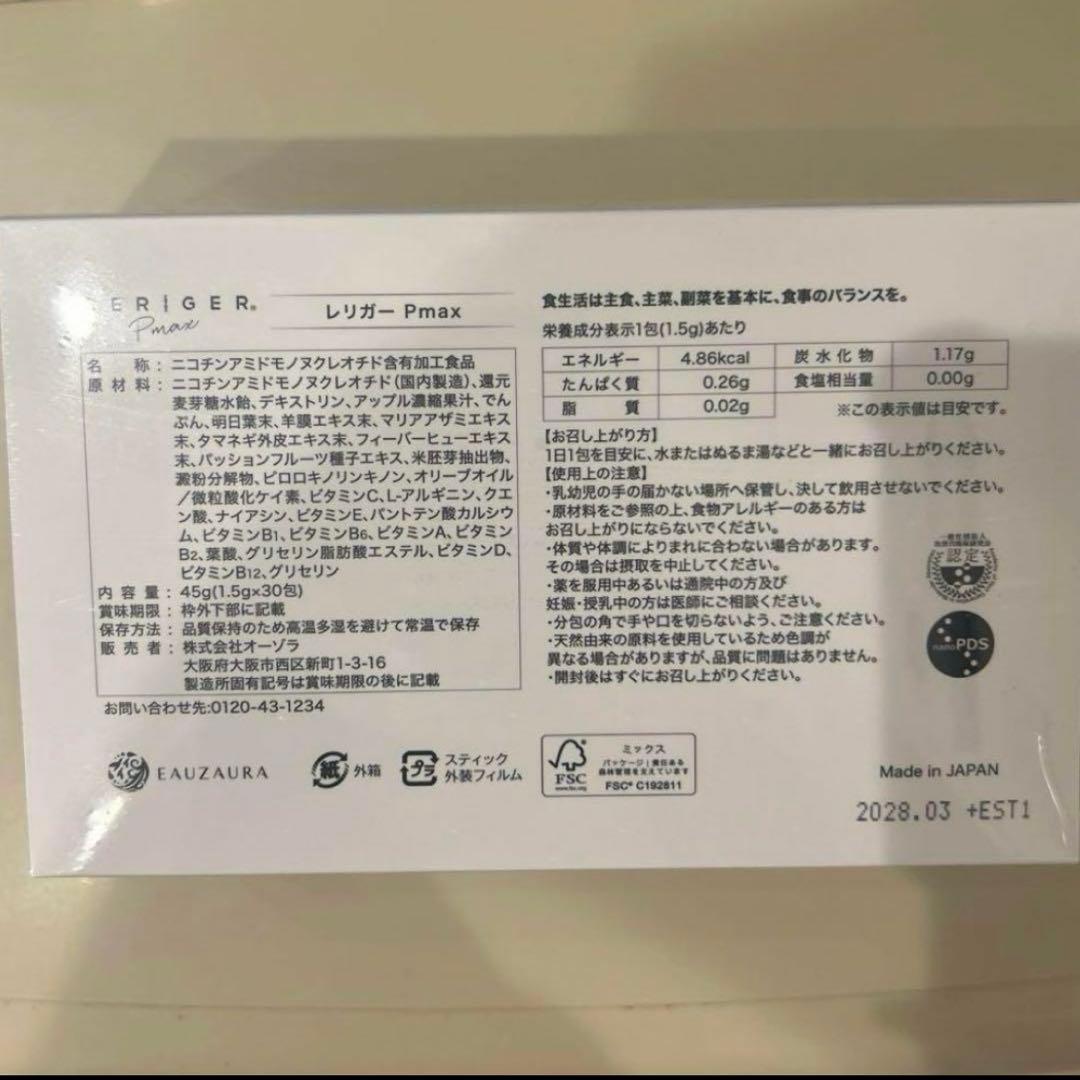 ERIGER®
Pmax
レリガー Pmax
名称：ニコチンアミドモノヌクレオチド含有加工食品
原材料：ニコチンアミドモノヌクレオチド(国内製造)、還元
麦芽糖水飴、デキストリン、アップル濃縮果汁、でん
ぷん、明日葉末、羊膜エキス末、マリアアザミエキス
末、タマネギ外皮エキス末、フィーバーヒューエキス
末、パッションフルーツ種子エキス、米胚芽抽出物、
澱粉分解物、ピロロキノリンキノン、オリーブオイル
/微粒酸化ケイ素、ビタミンC、L-アルギニン、クエ
ン酸、ナイアシン、ビタミンE、パントテン酸カルシウ
ム、ビタミンB1、ビタミンB6、ビタミンA、ビタミン
B2、葉酸、グリセリン脂肪酸エステル、ビタミンD、
ビタミンB12、グリセリン
内容量：45g(1.5g×30包)
賞味期限：枠外下部に記載
保存方法：品質保持のため高温多湿を避けて常温で保存
販売者：株式会社オーゾラ
大阪府大阪市西区新町1-3-16
製造所固有記号は賞味期限の後に記載
お問い合わせ先:0120-43-1234
EAUZAURA
紙 外箱
プラ スティック
外装フィルム
食生活は主食、主菜、副菜を基本に、食事のバランスを。
栄養成分表示1包(1.5g)あたり
エネルギー 4.86kcal 炭水化物 1.17g
たんぱく質 0.26g 食塩相当量 0.00g
脂質 0.02g
※この表示値は目安です。
【お召し上がり方】
1日1包を目安に、水またはぬるま湯などと一緒にお召し上がりください。
【使用上の注意】
・乳幼児の手の届かない場所へ保管し、決して飲用させないでください。
・原材料をご参照の上、食物アレルギーのある方は
お召し上がりにならないでください。
・体質や体調によりまれに合わない場合があります。
その場合は摂取を中止してください。
・薬を服用中あるいは通院中の方及び
妊娠・授乳中の方は医師にご相談ください。
・分包の角で手や口を切らないよう、ご注意ください。
・天然由来の原料を使用しているため色調が
異なる場合がありますが、品質に問題はありません。
・開封後はすぐにお召し上がりください。
認定
nanoPDS
FSC
www.fsc.org
ミックス
パッケージ|責任ある
森林管理を支えています
FSC® C192811
Made in JAPAN
2028.03 +EST1